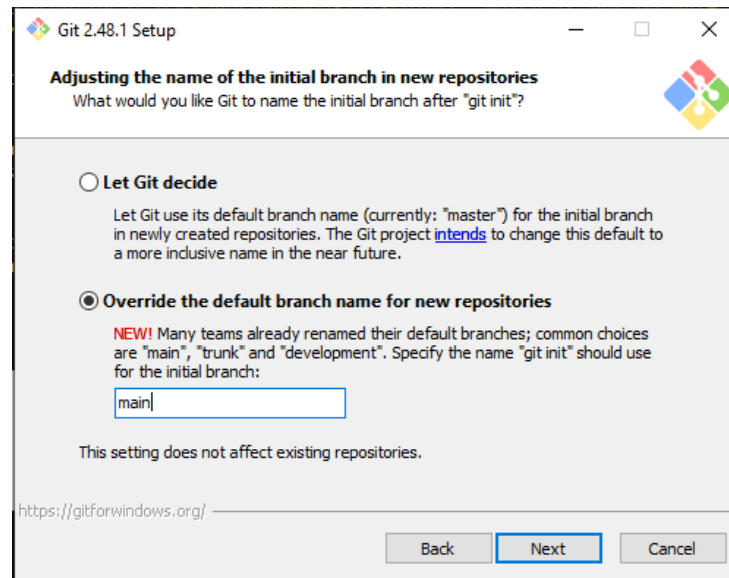 Git 2.48.1 Setup
Adjusting the name of the initial branch in new repositories
What would you like Git to name the initial branch after "git init"?
Let Git decide
Let Git use its default branch name (currently: "master") for the initial branch
in newly created repositories. The Git project intends to change this default to
a more inclusive name in the near future.
Override the default branch name for new repositories
NEW! Many teams already renamed their default branches; common choices
are "main", "trunk" and "development". Specify the name "git init" should use
for the initial branch:
main
This setting does not affect existing repositories.
https://gitforwindows.org/
Back Next Cancel